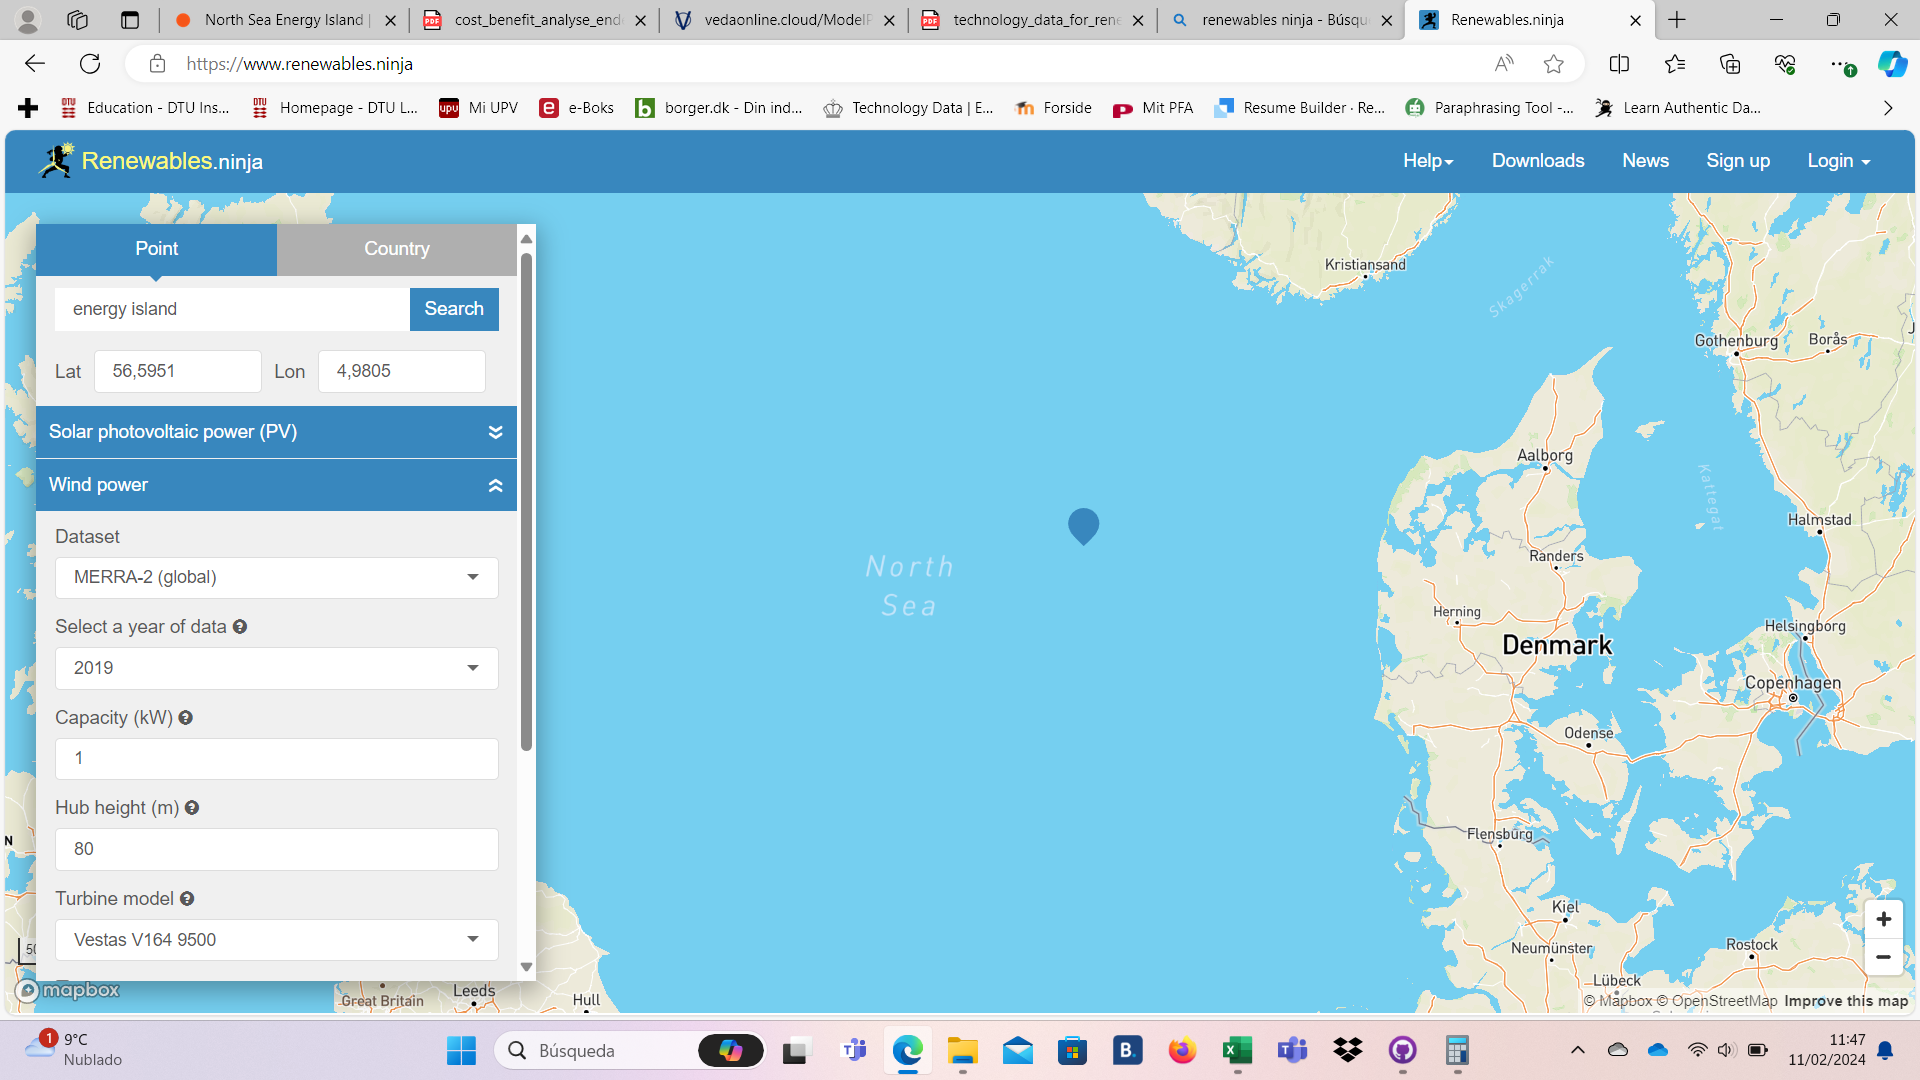 North Sea Energy Island |
cost_benefit_analyse_end
vedaonline.cloud/ModelP
technology_data_for_rene
renewables ninja - Búsqu
Renewables.ninja
https://www.renewables.ninja
Education - DTU Ins...
Homepage - DTU L...
Mi UPV
e-Boks
borger.dk - Din ind...
Technology Data | E...
Forside
Mit PFA
Resume Builder · Re...
Paraphrasing Tool -...
Learn Authentic Da...
Renewables.ninja
Help
Downloads
News
Sign up
Login
Point
Country
energy island
Search
Lat
56,5951
Lon
4,9805
Solar photovoltaic power (PV)
Wind power
Dataset
MERRA-2 (global)
Select a year of data
2019
Capacity (kW)
1
Hub height (m)
80
Turbine model
Vestas V164 9500
Kristiansand
Skagerrak
Gothenburg
Borås
Aalborg
Kattegat
Halmstad
North
Sea
Randers
Herning
Helsingborg
Denmark
Copenhagen
Odense
Flensburg
Kiel
Neumünster
Rostock
Lübeck
Leeds
Great Britain
Hull
mapbox
© Mapbox © OpenStreetMap Improve this map
1
9°C
Nublado
Búsqueda
11:47
11/02/2024